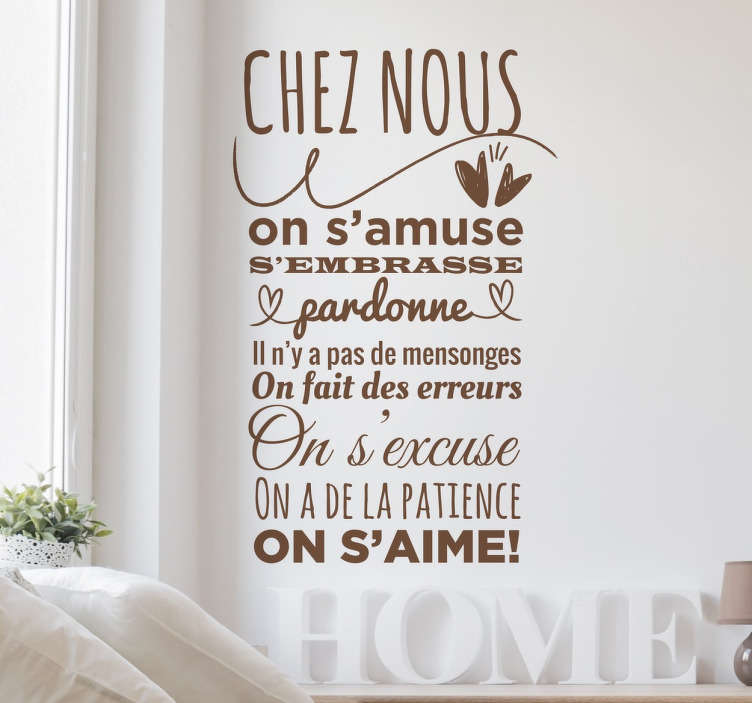 CHEZ NOUS
on s'amuse
S'EMBRASSE
pardonne
Il n'y a pas de mensonges
On fait des erreurs
On s'excuse
ON A DE LA PATIENCE
ON S'AIME!
HOME